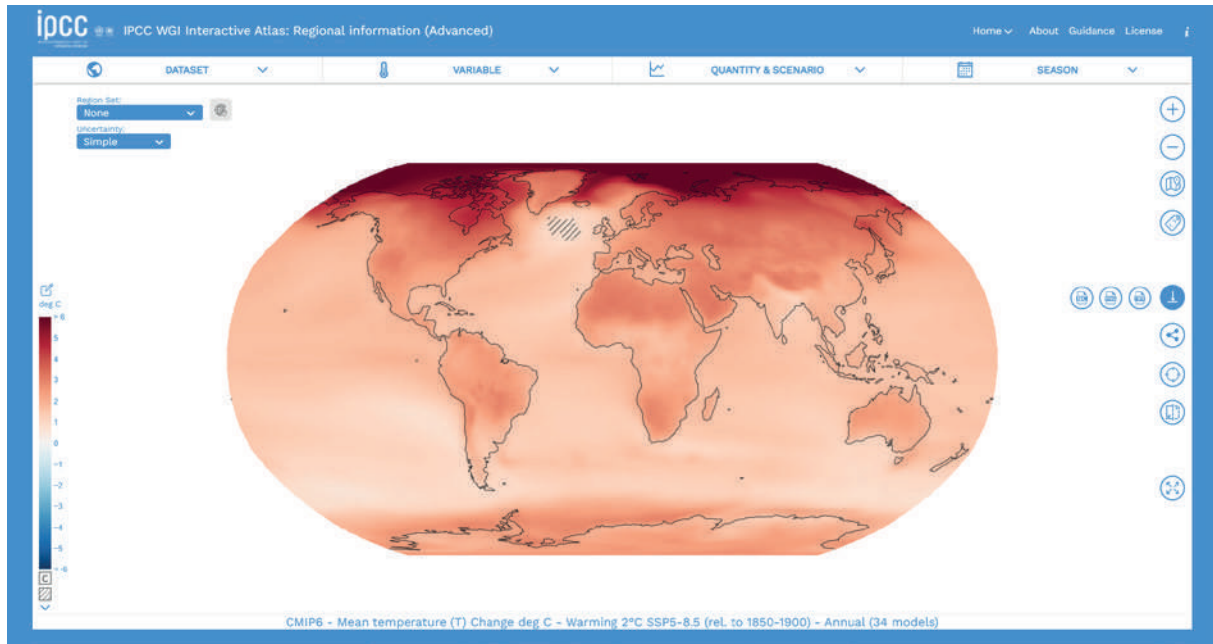 ipcc
IPCC WGI Interactive Atlas: Regional information (Advanced)
Home About Guidance License i
DATASET VARIABLE QUANTITY & SCENARIO SEASON
Region Set:
None
Uncertainty:
Simple
deg C
> 6
5
4
3
2
1
0
-1
-2
-3
-4
-5
< -6
C
CMIP6 - Mean temperature (T) Change deg C - Warming 2°C SSP5-8.5 (rel. to 1850-1900) - Annual (34 models)